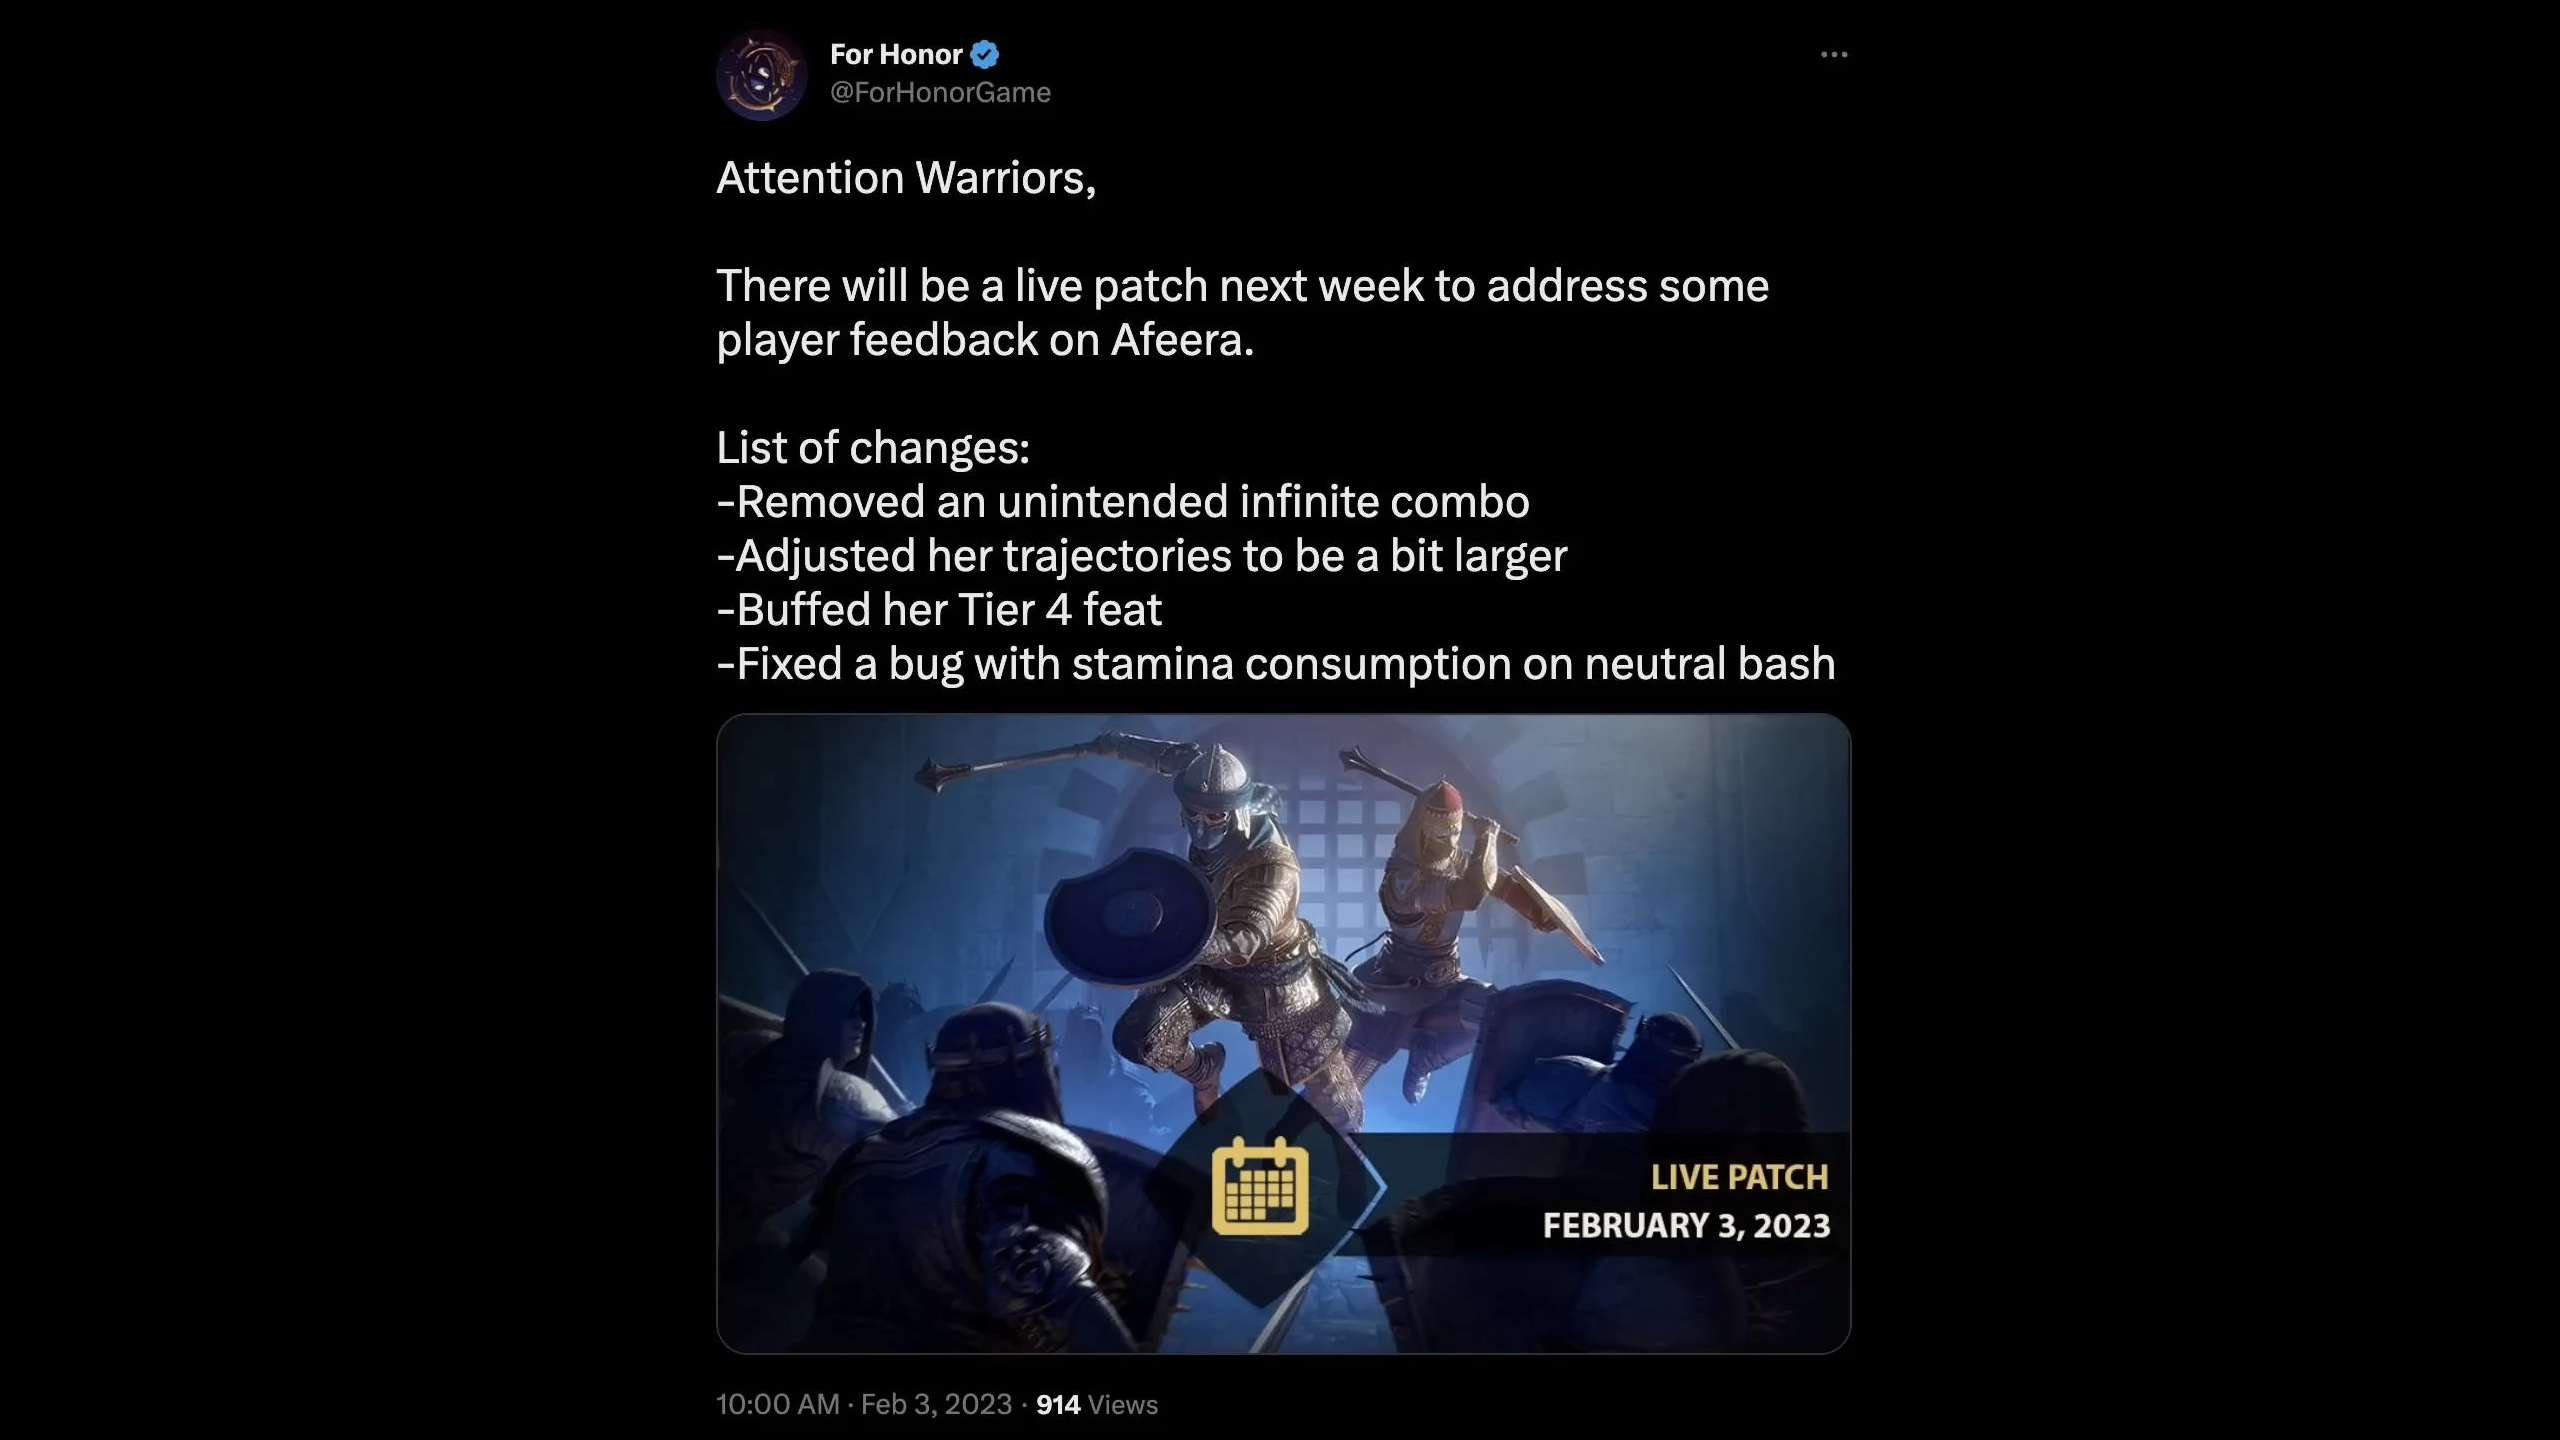 For Honor
@ForHonorGame
Attention Warriors,
There will be a live patch next week to address some
player feedback on Afeera.
List of changes:
-Removed an unintended infinite combo
-Adjusted her trajectories to be a bit larger
-Buffed her Tier 4 feat
-Fixed a bug with stamina consumption on neutral bash
LIVE PATCH
FEBRUARY 3, 2023
10:00 AM · Feb 3, 2023 · 914 Views